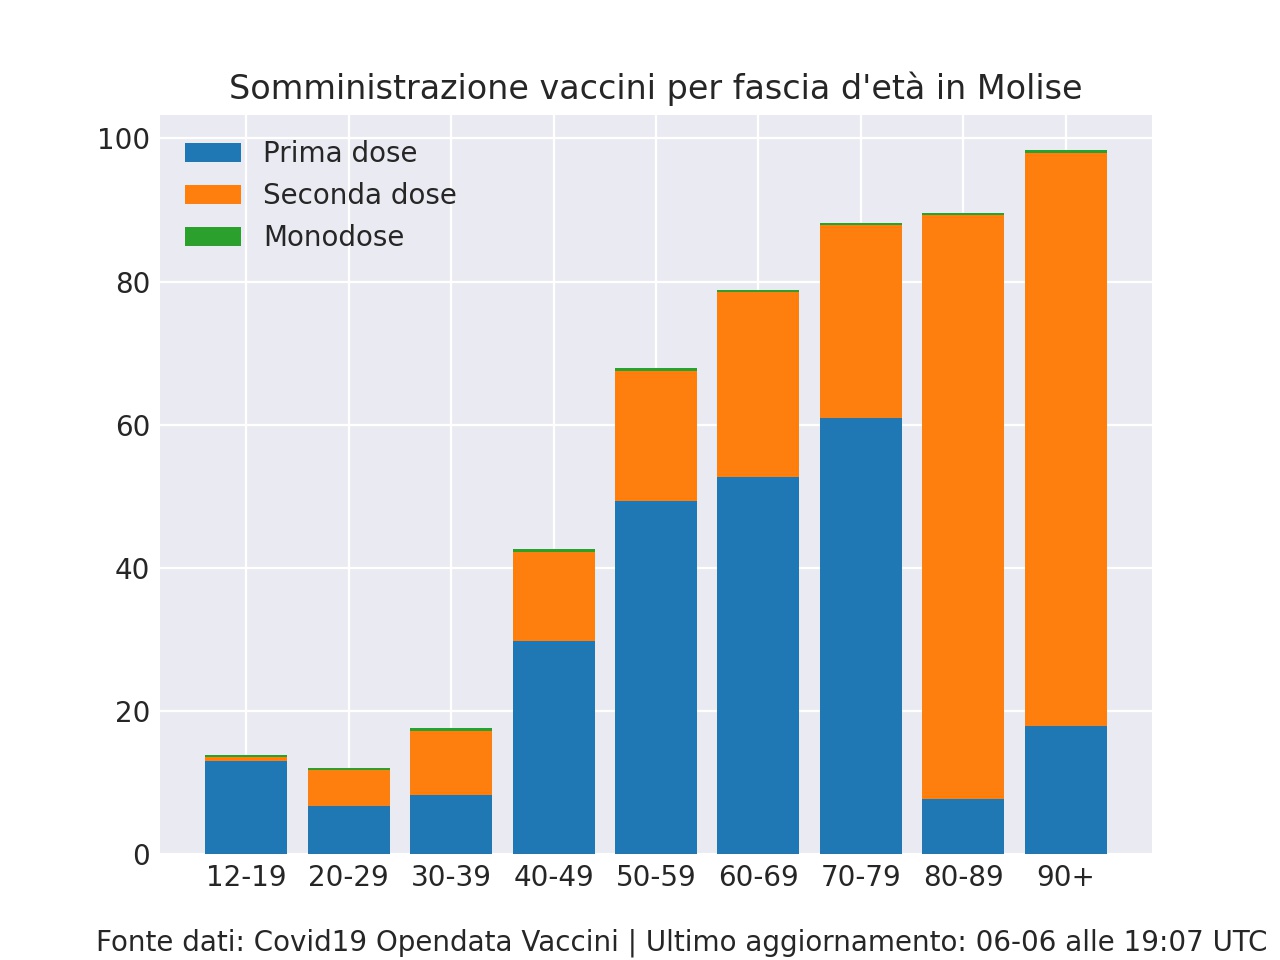 Somministrazione vaccini per fascia d'età in Molise
100
80
60
40
20
0
Prima dose
Seconda dose
Monodose
12-19 20-29 30-39 40-49 50-59 60-69 70-79 80-89 90+
Fonte dati: Covid19 Opendata Vaccini | Ultimo aggiornamento: 06-06 alle 19:07 UTC